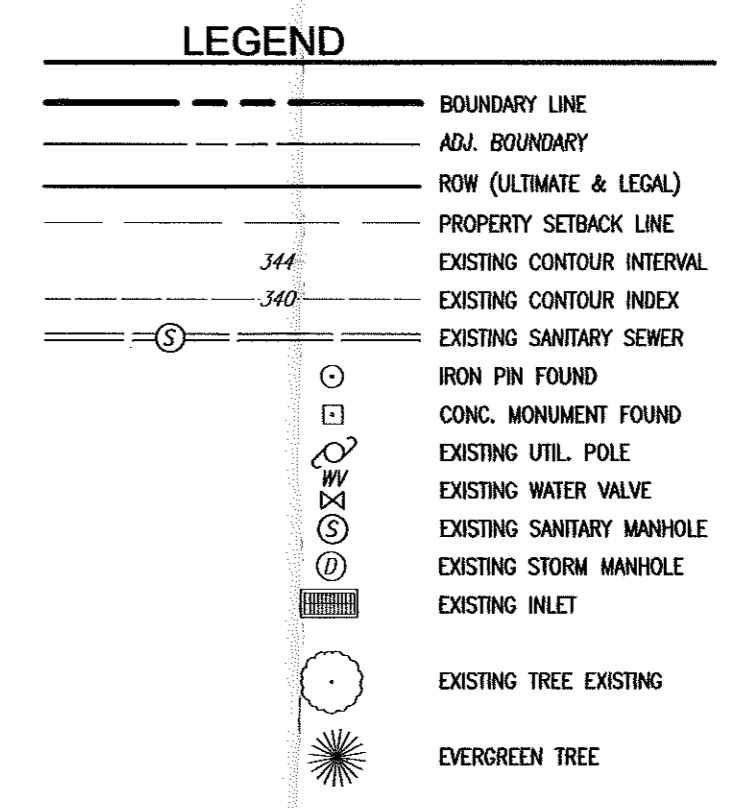 LEGEND
BOUNDARY LINE
ADJ. BOUNDARY
ROW (ULTIMATE & LEGAL)
PROPERTY SETBACK LINE
344 EXISTING CONTOUR INTERVAL
340 EXISTING CONTOUR INDEX
S EXISTING SANITARY SEWER
IRON PIN FOUND
CONC. MONUMENT FOUND
EXISTING UTIL. POLE
WV EXISTING WATER VALVE
S EXISTING SANITARY MANHOLE
D EXISTING STORM MANHOLE
EXISTING INLET
EXISTING TREE EXISTING
EVERGREEN TREE